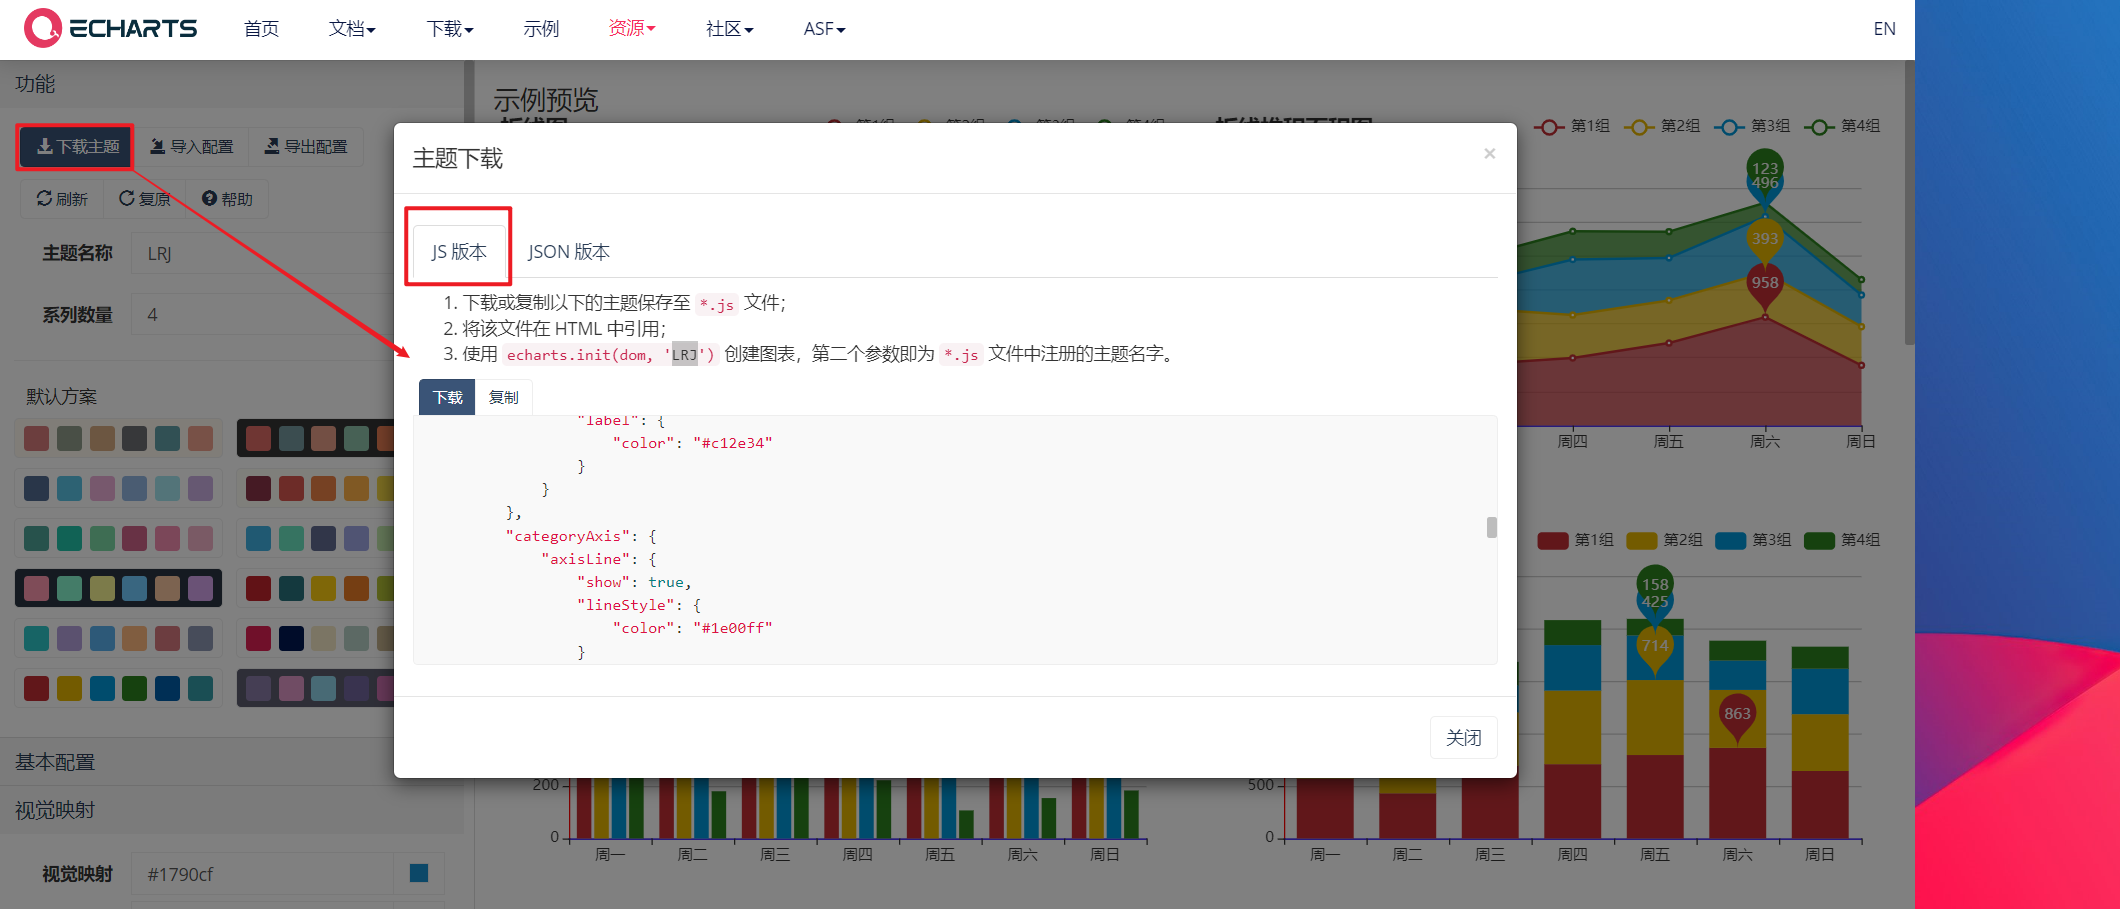 ECHARTS
首页
文档
下载
示例
资源
社区
ASF
EN
功能
下载主题
导入配置
导出配置
刷新
复原
帮助
主题名称
LRJ
系列数量
4
默认方案
基本配置
视觉映射
视觉映射
#1790cf
示例预览
主题下载
×
JS 版本
JSON 版本
1. 下载或复制以下的主题保存至 *.js 文件；
2. 将该文件在 HTML 中引用；
3. 使用 echarts.init(dom, 'LRJ') 创建图表，第二个参数即为 *.js 文件中注册的主题名字。
下载
复制
"label": {
"color": "#c12e34"
}
}
},
"categoryAxis": {
"axisLine": {
"show": true,
"lineStyle": {
"color": "#1e00ff"
}
关闭
第1组
第2组
第3组
第4组
123
496
393
958
周四
周五
周六
周日
第1组
第2组
第3组
第4组
158
425
714
863
200
0
周一
周二
周三
周四
周五
周六
周日
500
0
周一
周二
周三
周四
周五
周六
周日